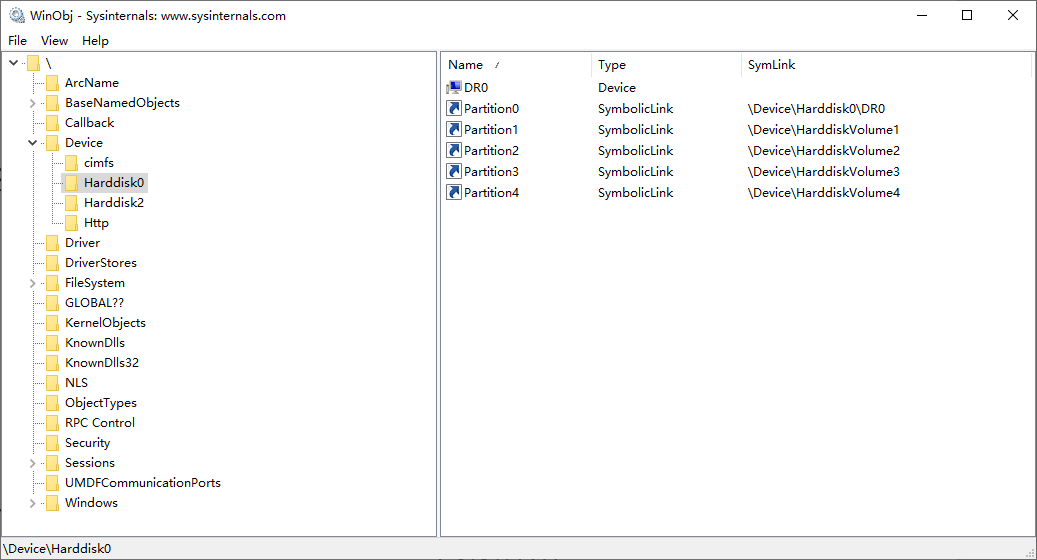 WinObj - Sysinternals: www.sysinternals.com
File View Help
\
ArcName
BaseNamedObjects
Callback
Device
cimfs
Harddisk0
Harddisk2
Http
Driver
DriverStores
FileSystem
GLOBAL??
KernelObjects
KnownDlls
KnownDlls32
NLS
ObjectTypes
RPC Control
Security
Sessions
UMDFCommunicationPorts
Windows
Name Type SymLink
DR0 Device
Partition0 SymbolicLink \Device\Harddisk0\DR0
Partition1 SymbolicLink \Device\HarddiskVolume1
Partition2 SymbolicLink \Device\HarddiskVolume2
Partition3 SymbolicLink \Device\HarddiskVolume3
Partition4 SymbolicLink \Device\HarddiskVolume4
\Device\Harddisk0